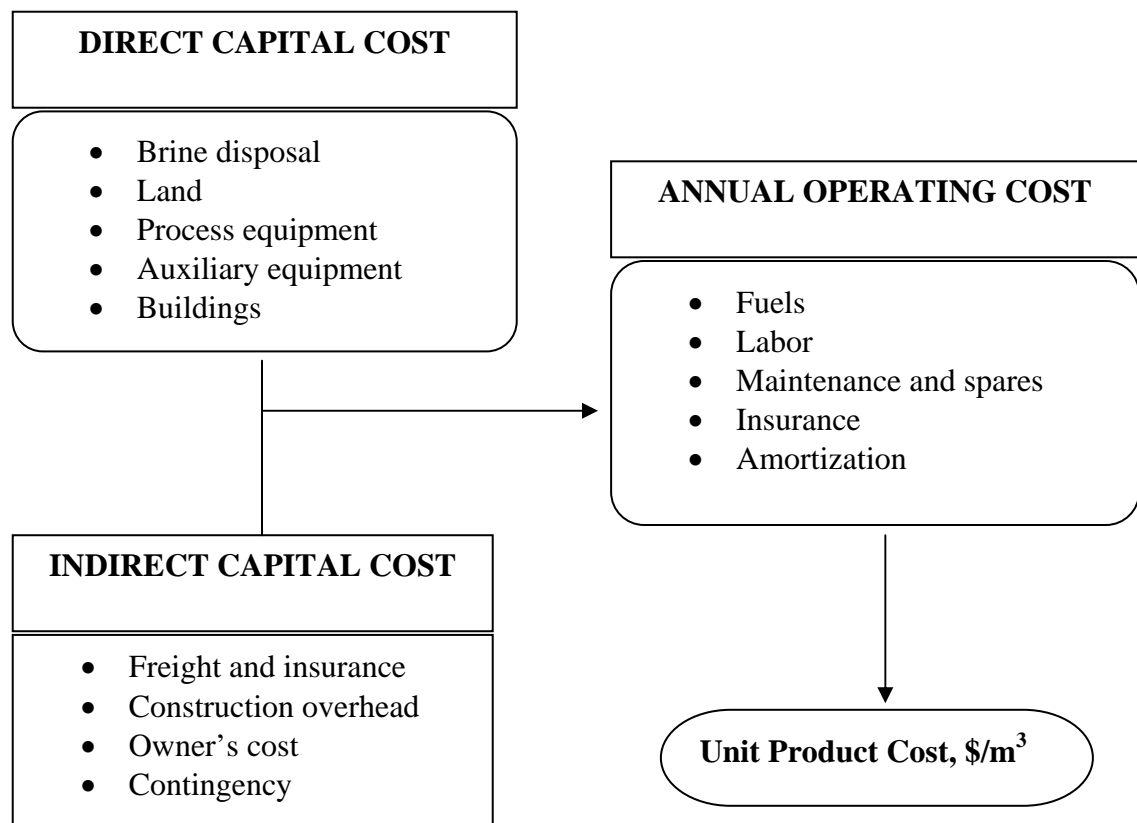 DIRECT CAPITAL COST
• Brine disposal
• Land
• Process equipment
• Auxiliary equipment
• Buildings
ANNUAL OPERATING COST
• Fuels
• Labor
• Maintenance and spares
• Insurance
• Amortization
INDIRECT CAPITAL COST
• Freight and insurance
• Construction overhead
• Owner’s cost
• Contingency
Unit Product Cost, $/m³